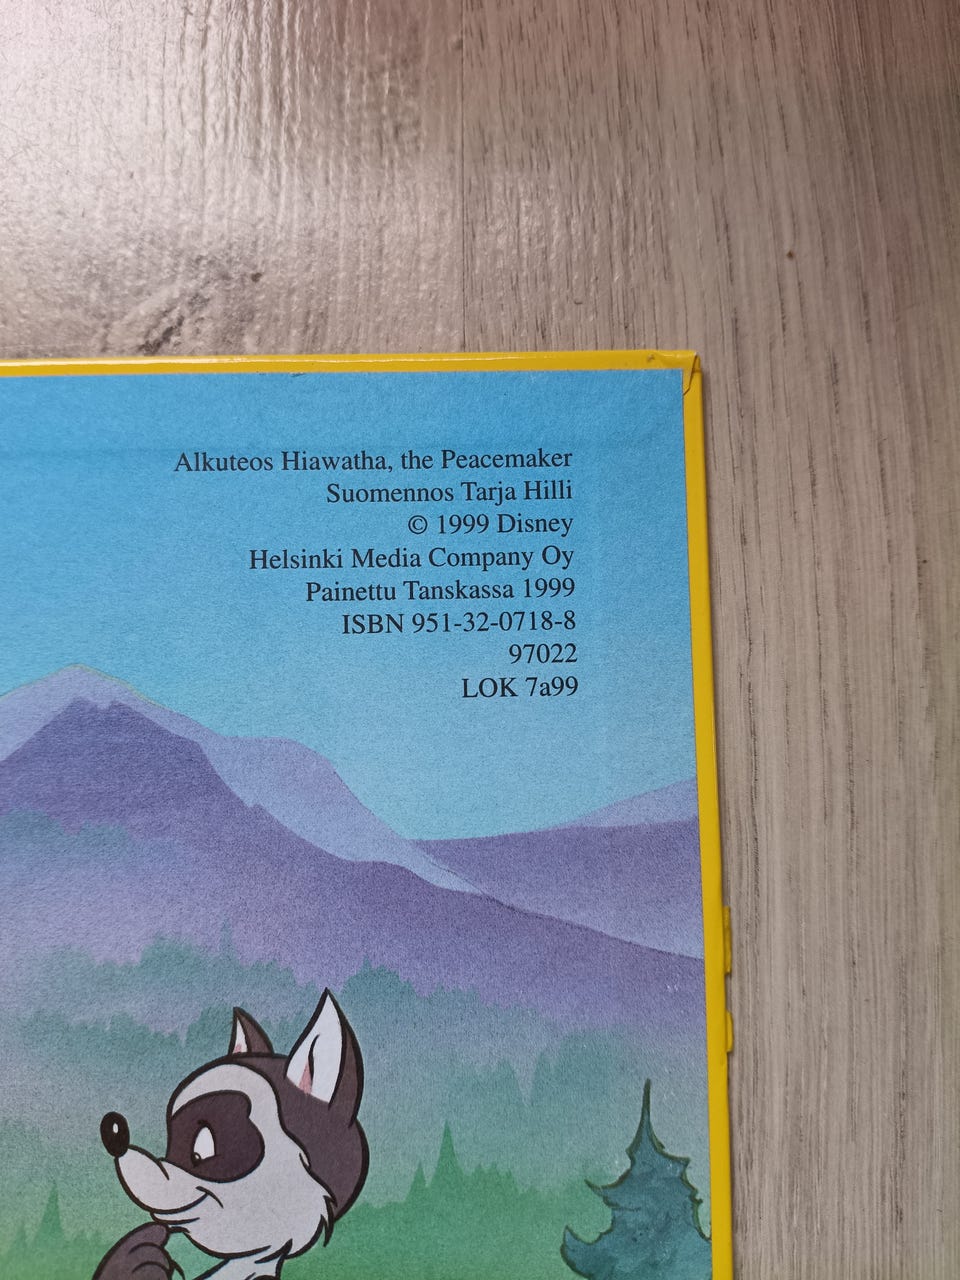 Alkuteos Hiawatha, the Peacemaker
Suomennos Tarja Hilli
© 1999 Disney
Helsinki Media Company Oy
Painettu Tanskassa 1999
ISBN 951-32-0718-8
97022
LOK 7a99